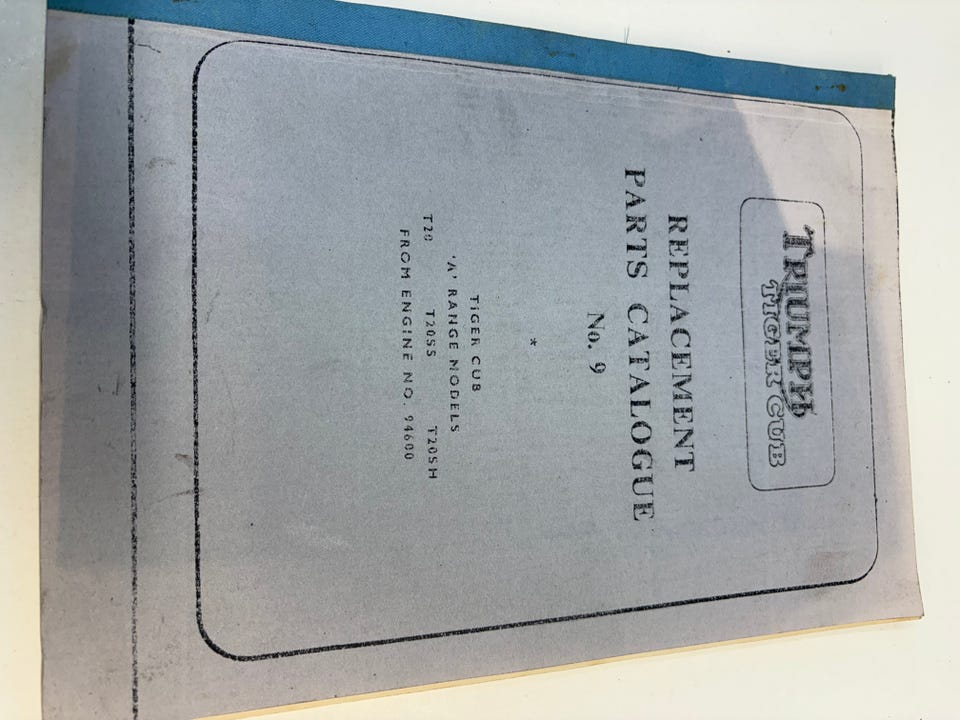 TRIUMPH
TIGER CUB
REPLACEMENT
PARTS CATALOGUE
No. 9
*
TIGER CUB
'A' RANGE MODELS
T20 T20SS T20SH
FROM ENGINE NO. 94600